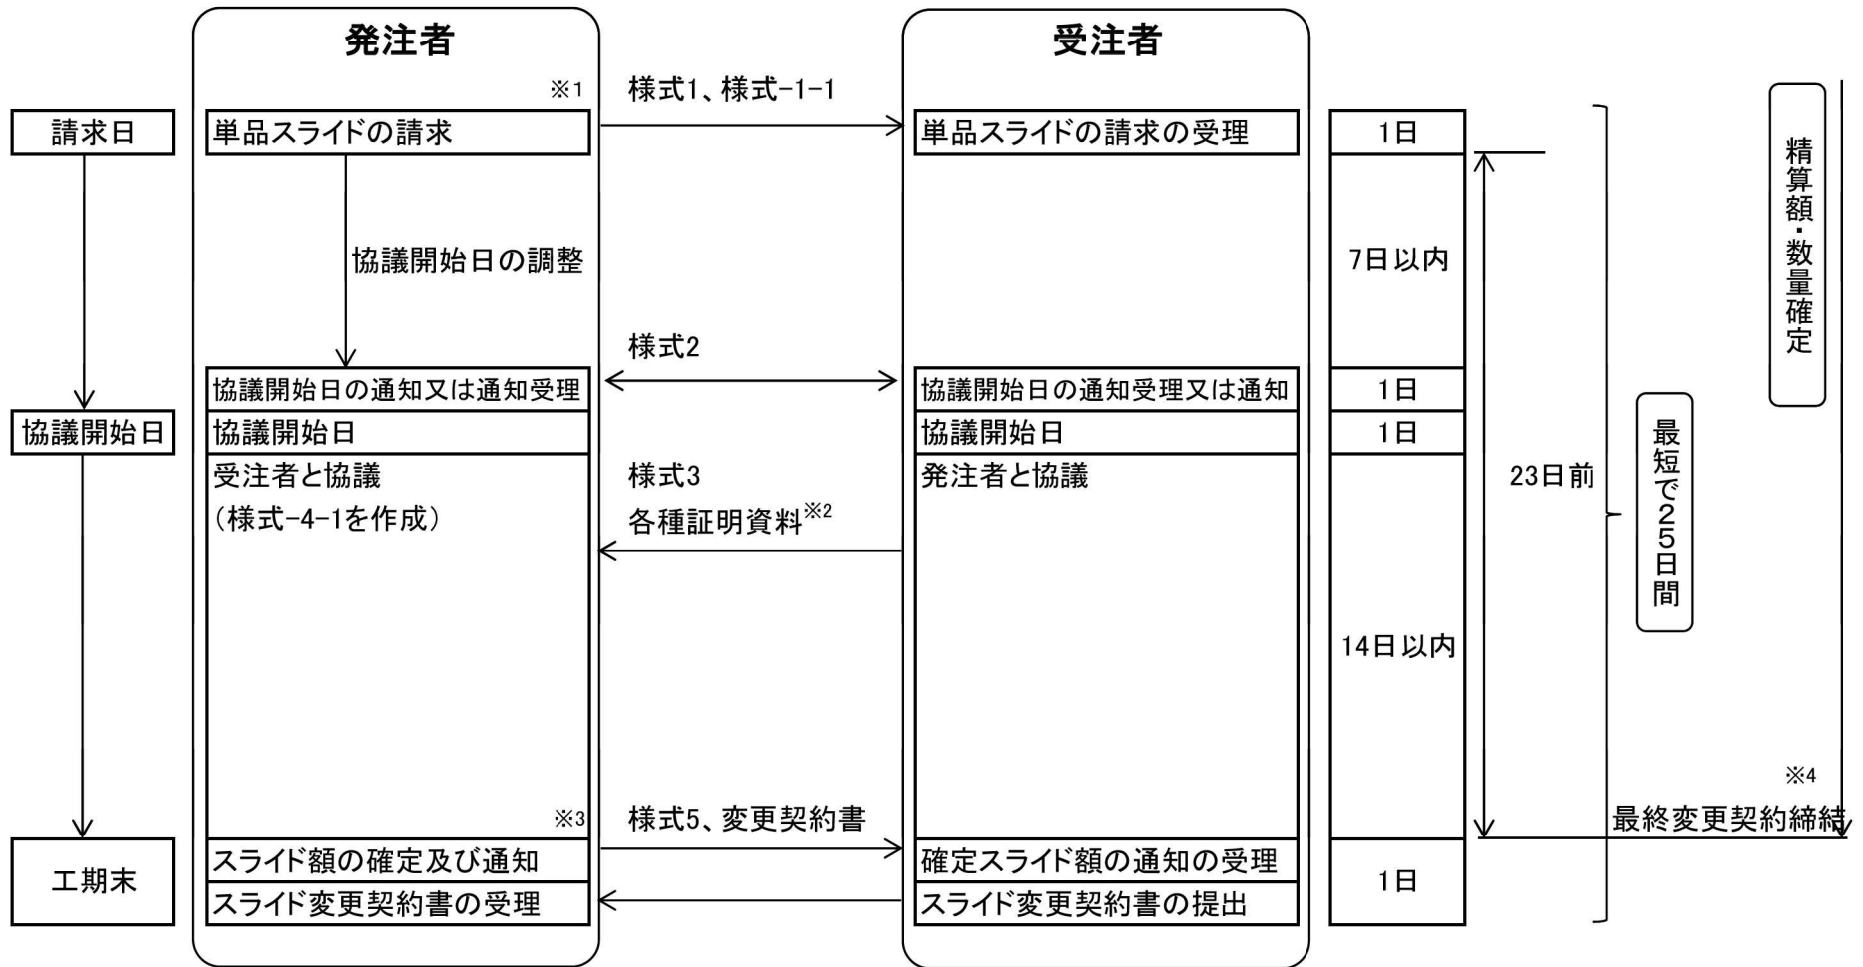 発注者
受注者
※1
様式1、様式-1-1
請求日
単品スライドの請求
単品スライドの請求の受理
1日
協議開始日の調整
7日以内
精算額・数量確定
様式2
協議開始日の通知又は通知受理
協議開始日の通知受理又は通知
1日
協議開始日
協議開始日
協議開始日
1日
受注者と協議
(様式-4-1を作成)
様式3
各種証明資料※2
発注者と協議
14日以内
23日前
最短で25日間
※3
様式5、変更契約書
※4
最終変更契約締結
工期末
スライド額の確定及び通知
確定スライド額の通知の受理
1日
スライド変更契約書の受理
スライド変更契約書の提出